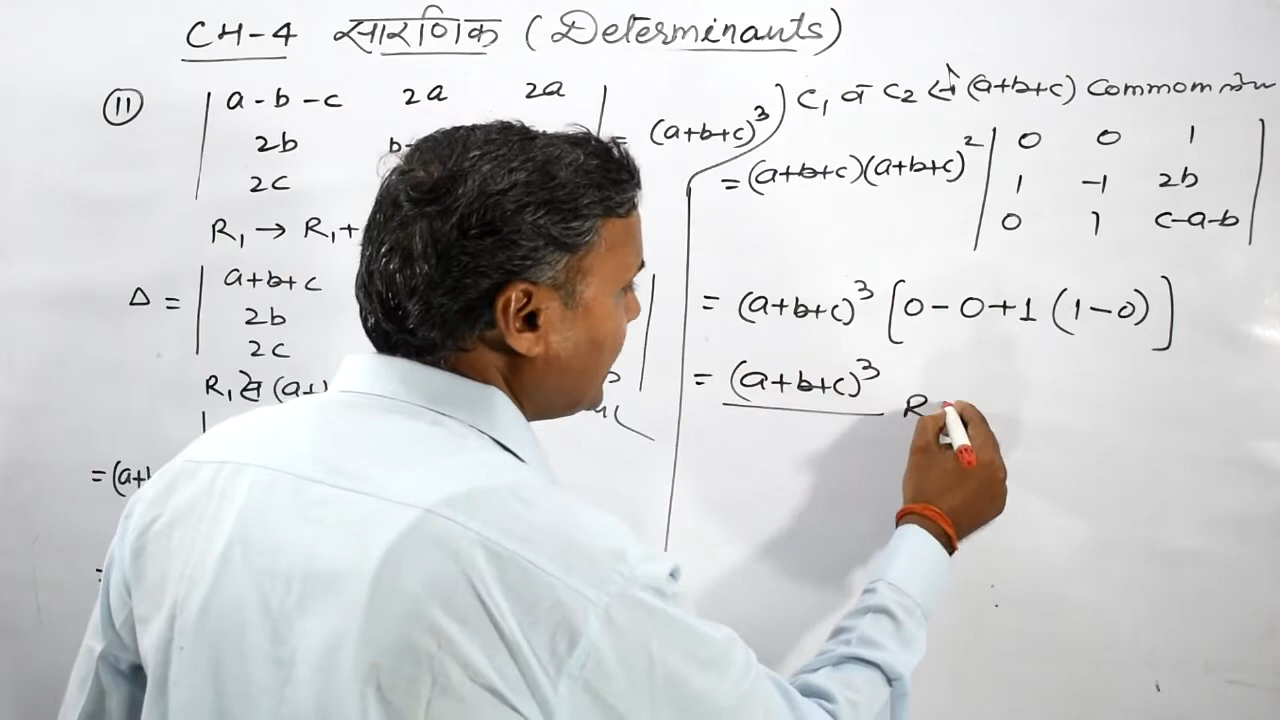 CH-4 सारणिक (Determinants)
11 a-b-c 2a 2a
2b b- = (a+b+c)³
2c
R₁ → R₁+
Δ = a+b+c
2b
2c
R₁ से (a+
= (a+
C₁ व C₂ से (a+b+c) Commom
= (a+b+c)(a+b+c)² | 0 0 1
1 -1 2b
0 1 c-a-b |
= (a+b+c)³ [0-0+1 (1-0)]
= (a+b+c)³ R